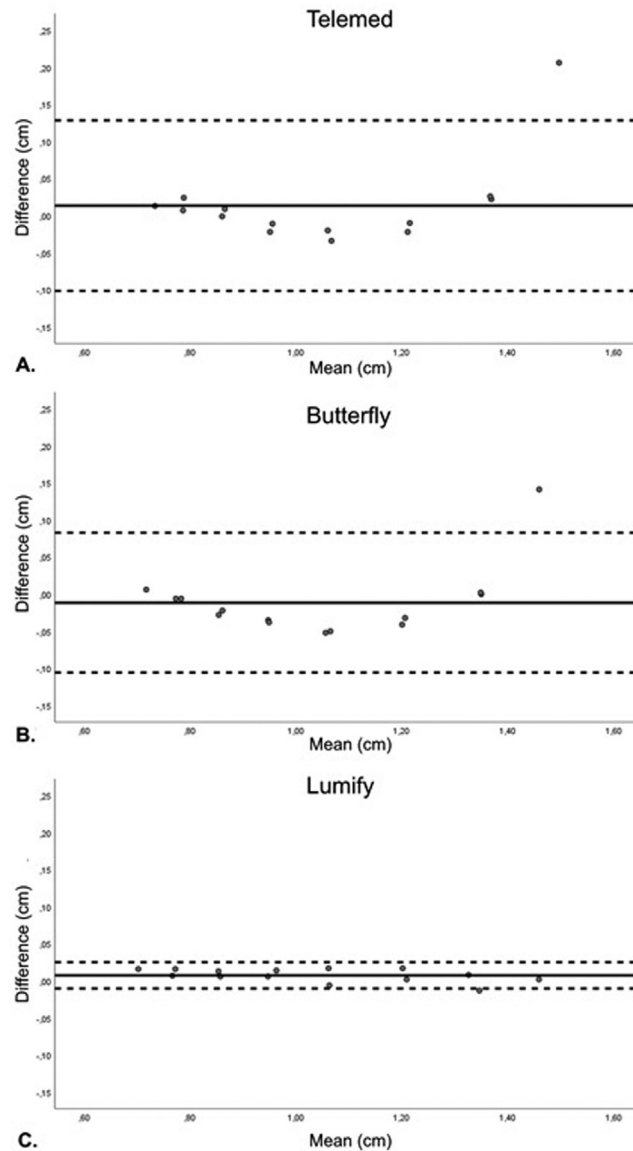 Telemed
Difference (cm)
,25
,20
,15
,10
,05
,00
-,05
-,10
-,15
,60 ,80 1,00 1,20 1,40 1,60
Mean (cm)
A.
Butterfly
Difference (cm)
,25
,20
,15
,10
,05
,00
-,05
-,10
-,15
,60 ,80 1,00 1,20 1,40 1,60
Mean (cm)
B.
Lumify
Difference (cm)
,25
,20
,15
,10
,05
,00
-,05
-,10
-,15
,60 ,80 1,00 1,20 1,40 1,60
Mean (cm)
C.